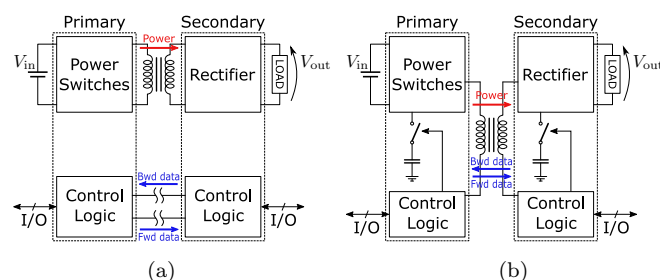 Primary
Secondary
Power
V_in
Power
Switches
Rectifier
LOAD
V_out
Bwd data
Control
Logic
Control
Logic
I/O
I/O
Fwd data
(a)
Primary
Secondary
V_in
Power
Switches
Rectifier
LOAD
V_out
Power
Bwd data
Fwd data
Control
Logic
Control
Logic
I/O
I/O
(b)